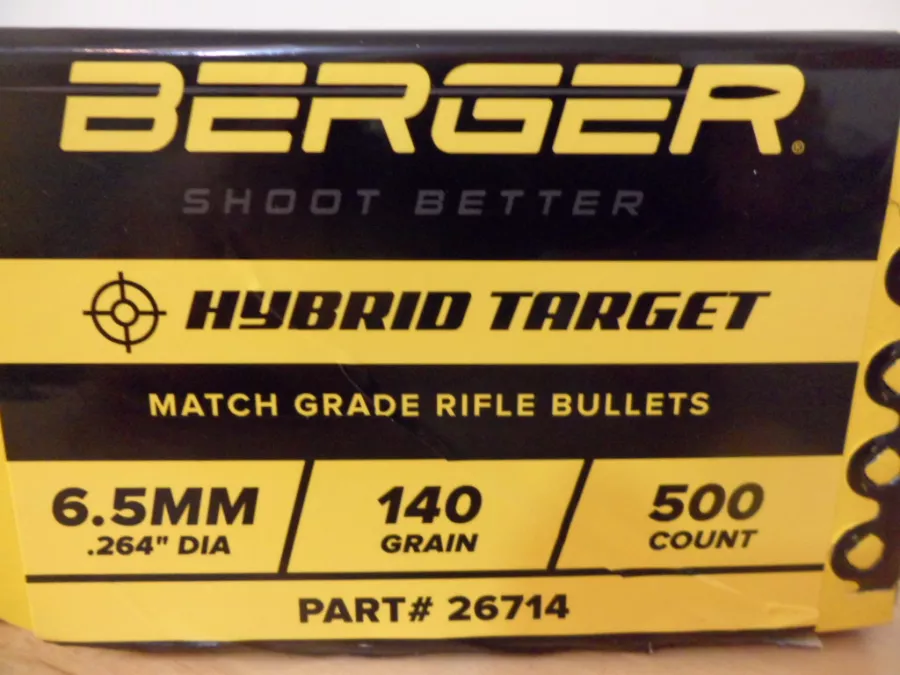 BERGER®
SHOOT BETTER
HYBRID TARGET
MATCH GRADE RIFLE BULLETS
6.5MM 140 500
.264" DIA GRAIN COUNT
PART# 26714